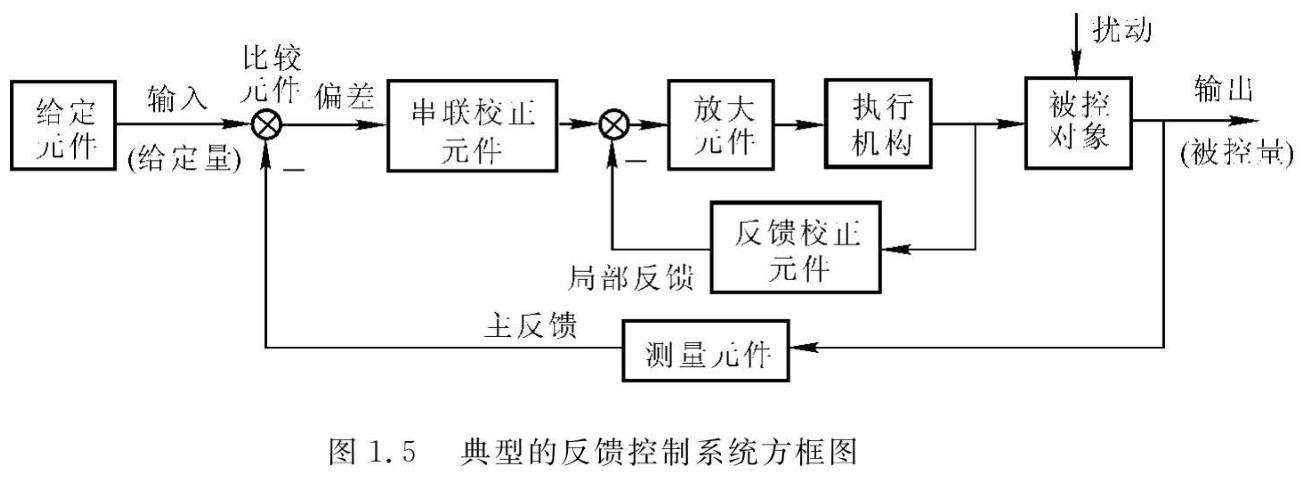 扰动
比较
元件
给定
元件
输入
(给定量)
偏差
串联校正
元件
放大
元件
执行
机构
被控
对象
输出
(被控量)
−
−
反馈校正
元件
局部反馈
主反馈
测量元件
图 1.5 典型的反馈控制系统方框图